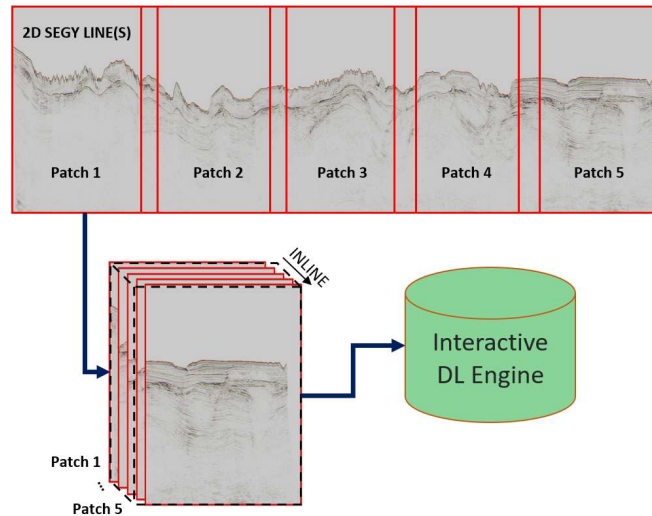 2D SEGY LINE(S)
Patch 1
Patch 2
Patch 3
Patch 4
Patch 5
INLINE
Interactive
DL Engine
Patch 1
...
Patch 5